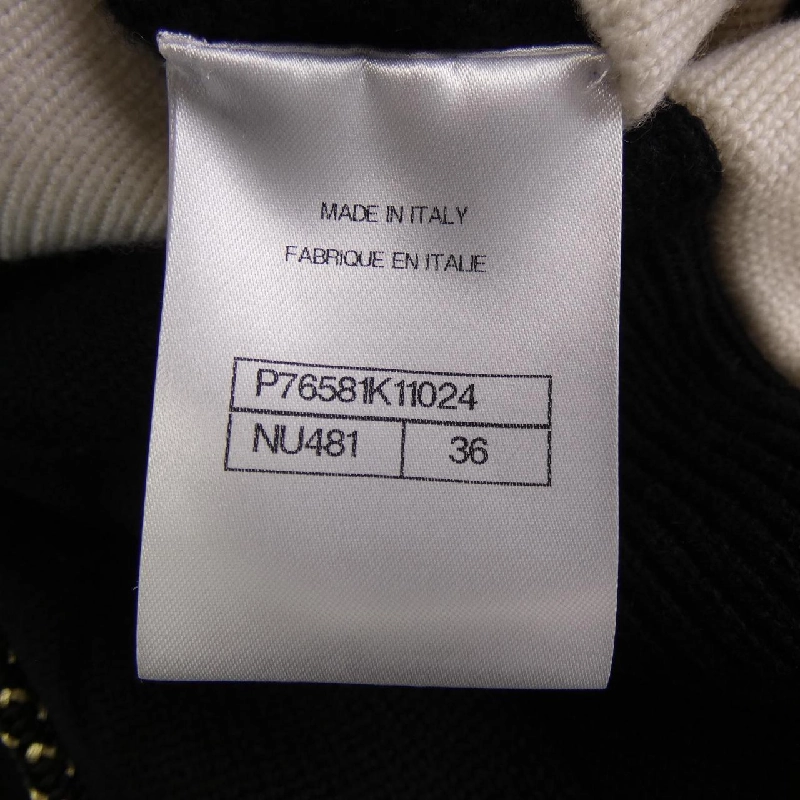 MADE IN ITALY
FABRIQUE EN ITALIE
P76581K11024
NU481 36